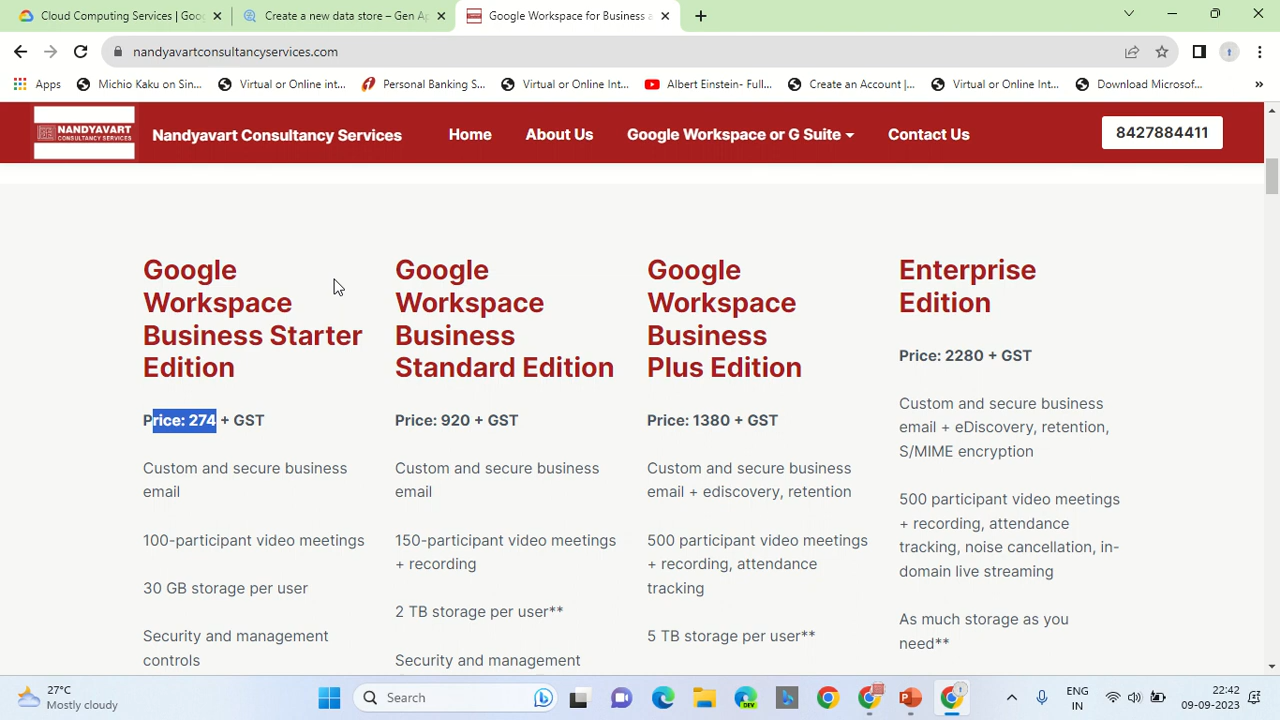 Cloud Computing Services | Goog
Create a new data store – Gen Ap
Google Workspace for Business a
nandyavartconsultancyservices.com
Apps
Michio Kaku on Sin...
Virtual or Online int...
Personal Banking S...
Virtual or Online Int...
Albert Einstein- Full...
Create an Account |...
Virtual or Online Int...
Download Microsof...
NANDYAVART
CONSULTANCY SERVICES
Nandyavart Consultancy Services
Home
About Us
Google Workspace or G Suite
Contact Us
8427884411
Google
Workspace
Business Starter
Edition
Price: 274 + GST
Custom and secure business
email
100-participant video meetings
30 GB storage per user
Security and management
controls
Google
Workspace
Business
Standard Edition
Price: 920 + GST
Custom and secure business
email
150-participant video meetings
+ recording
2 TB storage per user**
Security and management
Google
Workspace
Business
Plus Edition
Price: 1380 + GST
Custom and secure business
email + ediscovery, retention
500 participant video meetings
+ recording, attendance
tracking
5 TB storage per user**
Enterprise
Edition
Price: 2280 + GST
Custom and secure business
email + eDiscovery, retention,
S/MIME encryption
500 participant video meetings
+ recording, attendance
tracking, noise cancellation, in-
domain live streaming
As much storage as you
need**
27°C
Mostly cloudy
Search
DEV
ENG
IN
22:42
09-09-2023